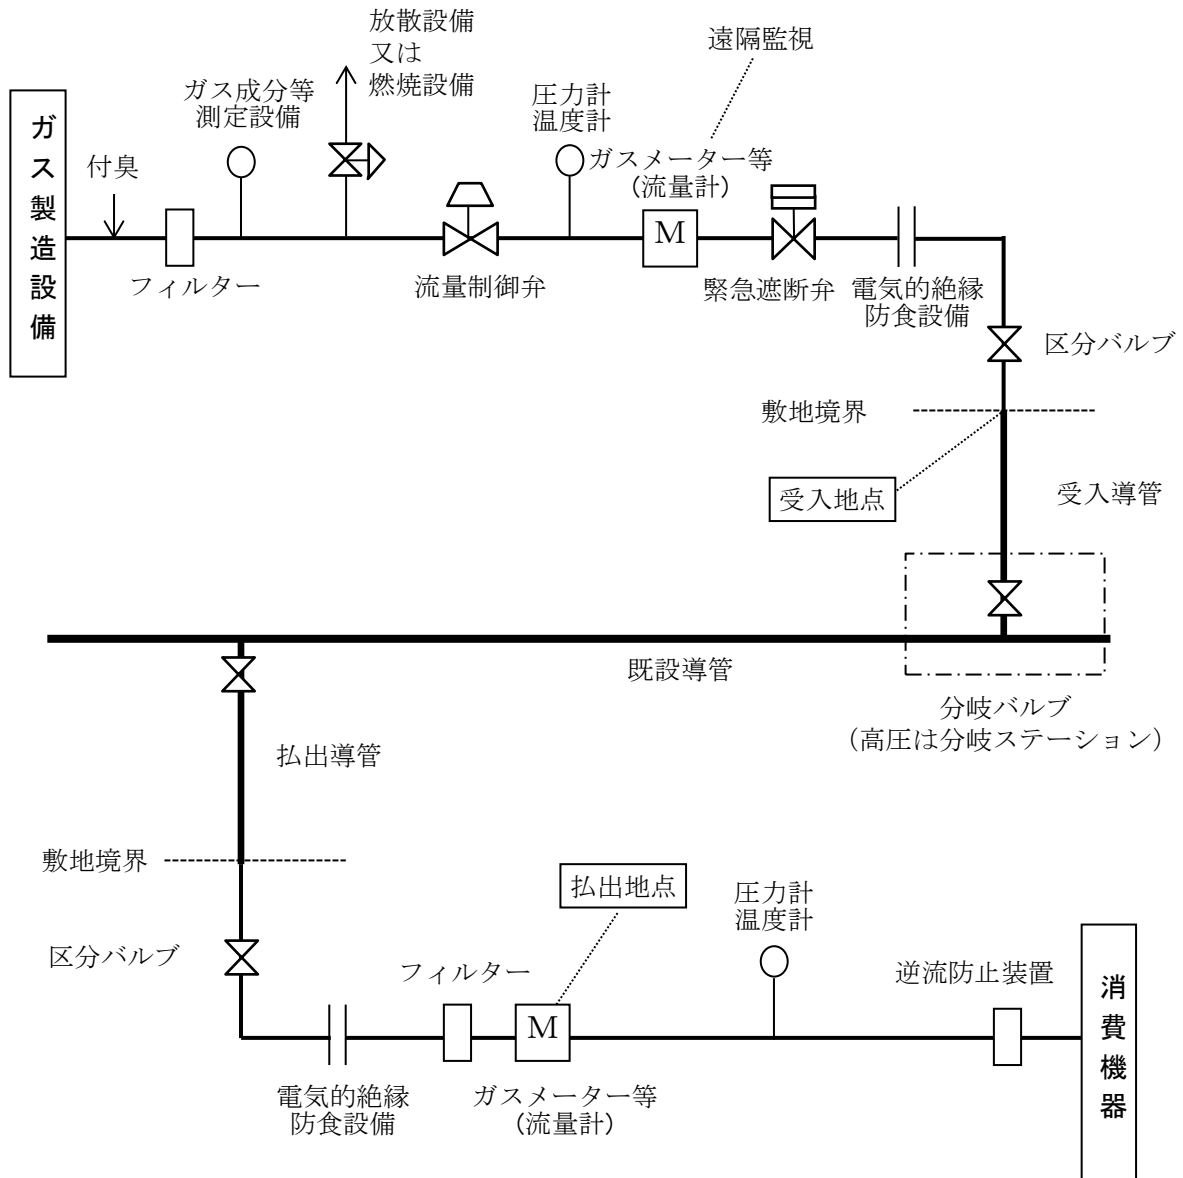 放散設備
又は
燃焼設備
遠隔監視
ガス成分等
測定設備
圧力計
温度計
ガス製造設備
付臭
ガスメーター等
(流量計)
M
フィルター
流量制御弁
緊急遮断弁
電気的絶縁
防食設備
区分バルブ
敷地境界
受入地点
受入導管
既設導管
分岐バルブ
(高圧は分岐ステーション)
払出導管
敷地境界
払出地点
圧力計
温度計
区分バルブ
フィルター
逆流防止装置
消費機器
M
電気的絶縁
防食設備
ガスメーター等
(流量計)